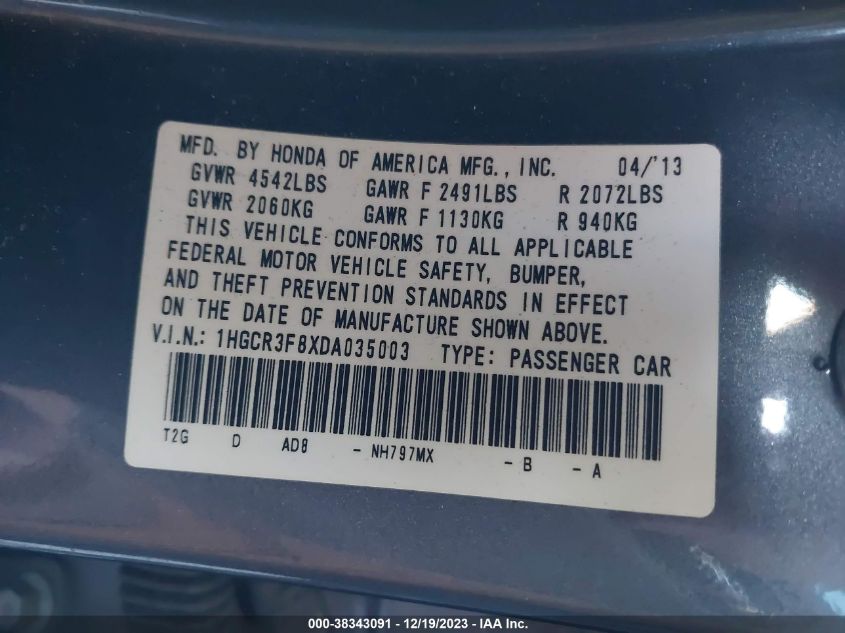 MFD. BY HONDA OF AMERICA MFG., INC. 04/'13
GVWR 4542LBS GAWR F 2491LBS R 2072LBS
GVWR 2060KG GAWR F 1130KG R 940KG
THIS VEHICLE CONFORMS TO ALL APPLICABLE
FEDERAL MOTOR VEHICLE SAFETY, BUMPER,
AND THEFT PREVENTION STANDARDS IN EFFECT
ON THE DATE OF MANUFACTURE SHOWN ABOVE.
V.I.N.: 1HGCR3F8XDA035003 TYPE: PASSENGER CAR
T2G D AD8 - NH797MX - B - A
000-38343091 - 12/19/2023 - IAA Inc.